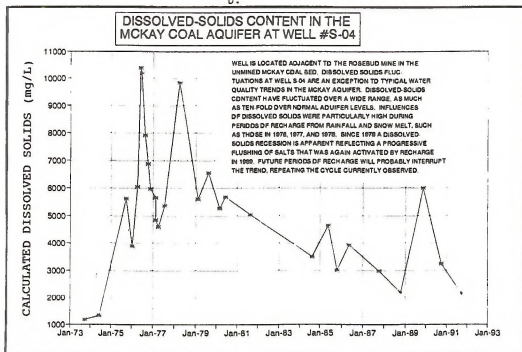 DISSOLVED-SOLIDS CONTENT IN THE
MCKAY COAL AQUIFER AT WELL #S-04
CALCULATED DISSOLVED SOLIDS (mg/L)
11000
10000
9000
8000
7000
6000
5000
4000
3000
2000
1000
WELL IS LOCATED ADJACENT TO THE ROSEBUD MINE IN THE
UNMINED MCKAY COAL BED. DISSOLVED SOLIDS FLUC-
TUATIONS AT WELL S-04 ARE AN EXCEPTION TO TYPICAL WATER
QUALITY TRENDS IN THE MCKAY AQUIFER. DISSOLVED-SOLIDS
CONTENT HAVE FLUCTUATED OVER A WIDE RANGE, AS MUCH
AS TEN FOLD OVER NORMAL AQUIFER LEVELS. INFLUENCES
OF DISSOLVED SOLIDS WERE PARTICULARLY HIGH DURING
PERIODS OF RECHARGE FROM RAINFALL AND SNOW MELT, SUCH
AS THOSE IN 1976, 1977, AND 1978. SINCE 1978 A DISSOLVED-
SOLIDS RECESSION IS APPARENT REFLECTING A PROGRESSIVE
FLUSHING OF SALTS THAT WAS AGAIN ACTIVATED BY RECHARGE
IN 1989. FUTURE PERIODS OF RECHARGE WILL PROBABLY INTERRUPT
THE TREND, REPEATING THE CYCLE CURRENTLY OBSERVED.
Jan-73 Jan-75 Jan-77 Jan-79 Jan-81 Jan-83 Jan-85 Jan-87 Jan-89 Jan-91 Jan-93